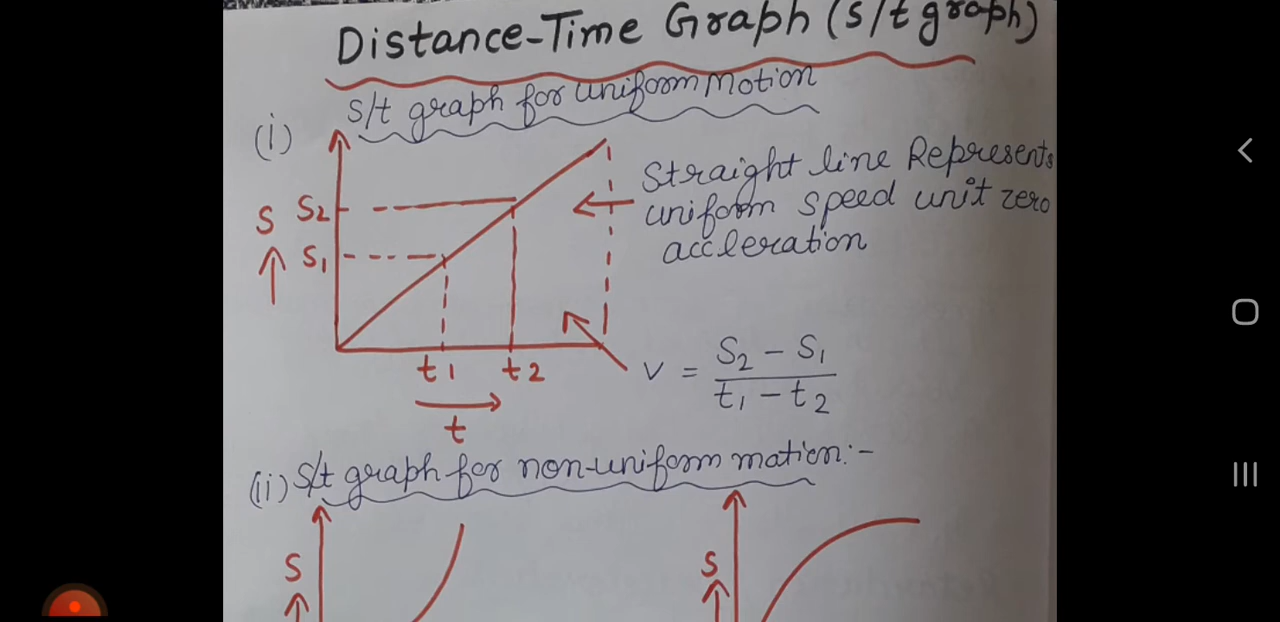 Distance-Time Graph (s/t graph)
(i) s/t graph for uniform Motion
Straight line Represents
uniform speed unit zero
accleration
S S2
S1
t1 t2
t
V = S2 - S1 / t1 - t2
(ii) s/t graph for non-uniform mation:-
S S